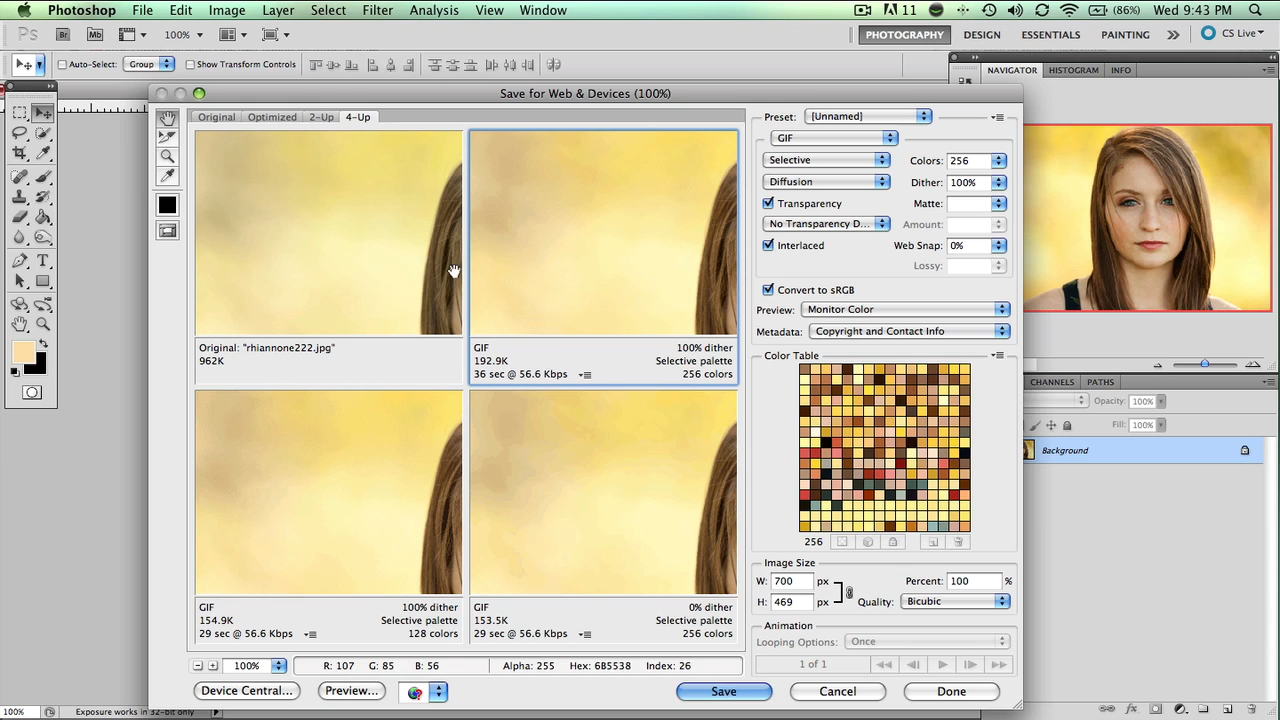 Photoshop File Edit Image Layer Select Filter Analysis View Window 11 (86%) Wed 9:43 PM
Ps Br Mb 100% PHOTOGRAPHY DESIGN ESSENTIALS PAINTING CS Live
Auto-Select: Group Show Transform Controls
NAVIGATOR HISTOGRAM INFO
Save for Web & Devices (100%)
Original Optimized 2-Up 4-Up
Preset: [Unnamed]
GIF
Selective Colors: 256
Diffusion Dither: 100%
Transparency Matte:
No Transparency D... Amount:
Interlaced Web Snap: 0%
Lossy:
Convert to sRGB
Preview: Monitor Color
Metadata: Copyright and Contact Info
Original: "rhiannone222.jpg"
962K
GIF 100% dither
192.9K Selective palette
36 sec @ 56.6 Kbps 256 colors
Color Table
256
CHANNELS PATHS
Opacity: 100%
Fill: 100%
Background
GIF 100% dither
154.9K Selective palette
29 sec @ 56.6 Kbps 128 colors
GIF 0% dither
153.5K Selective palette
29 sec @ 56.6 Kbps 256 colors
Image Size
W: 700 px Percent: 100 %
H: 469 px Quality: Bicubic
Animation
Looping Options: Once
1 of 1
100% R: 107 G: 85 B: 56 Alpha: 255 Hex: 6B5538 Index: 26
Device Central... Preview... Save Cancel Done
100% Exposure works in 32-bit only
fx